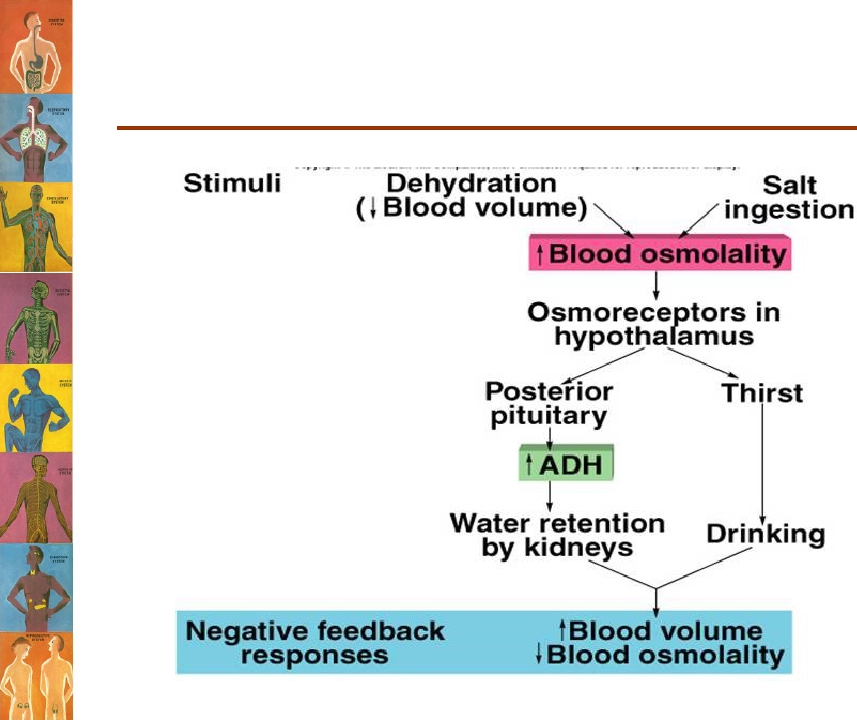 Stimuli
Dehydration
(↓Blood volume)
Salt
ingestion
↑Blood osmolality
Osmoreceptors in
hypothalamus
Posterior
pituitary
Thirst
↑ADH
Water retention
by kidneys
Drinking
Negative feedback
responses
↑Blood volume
↓Blood osmolality